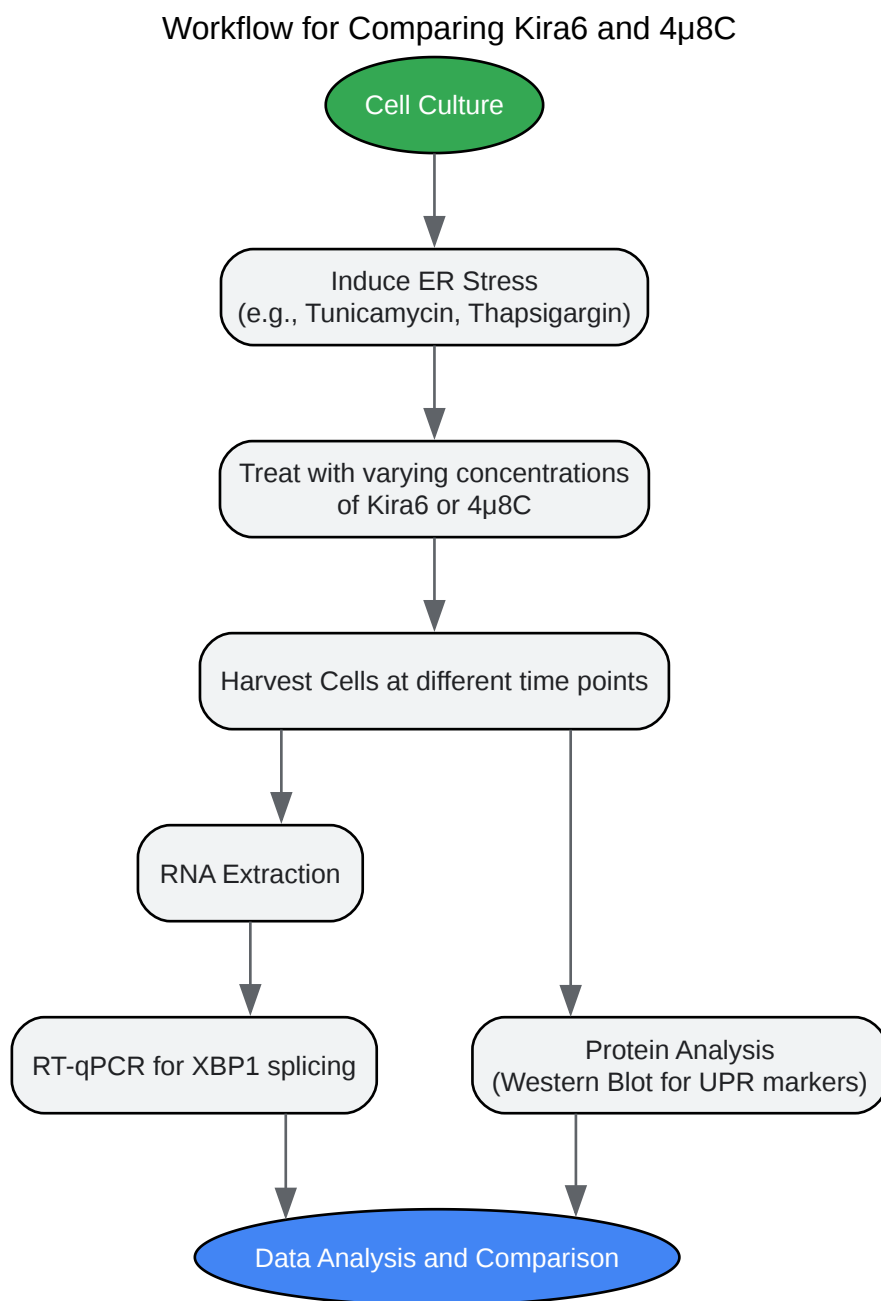 Workflow for Comparing Kira6 and 4μ8C
Cell Culture
Induce ER Stress
(e.g., Tunicamycin, Thapsigargin)
Treat with varying concentrations
of Kira6 or 4μ8C
Harvest Cells at different time points
RNA Extraction
RT-qPCR for XBP1 splicing
Protein Analysis
(Western Blot for UPR markers)
Data Analysis and Comparison